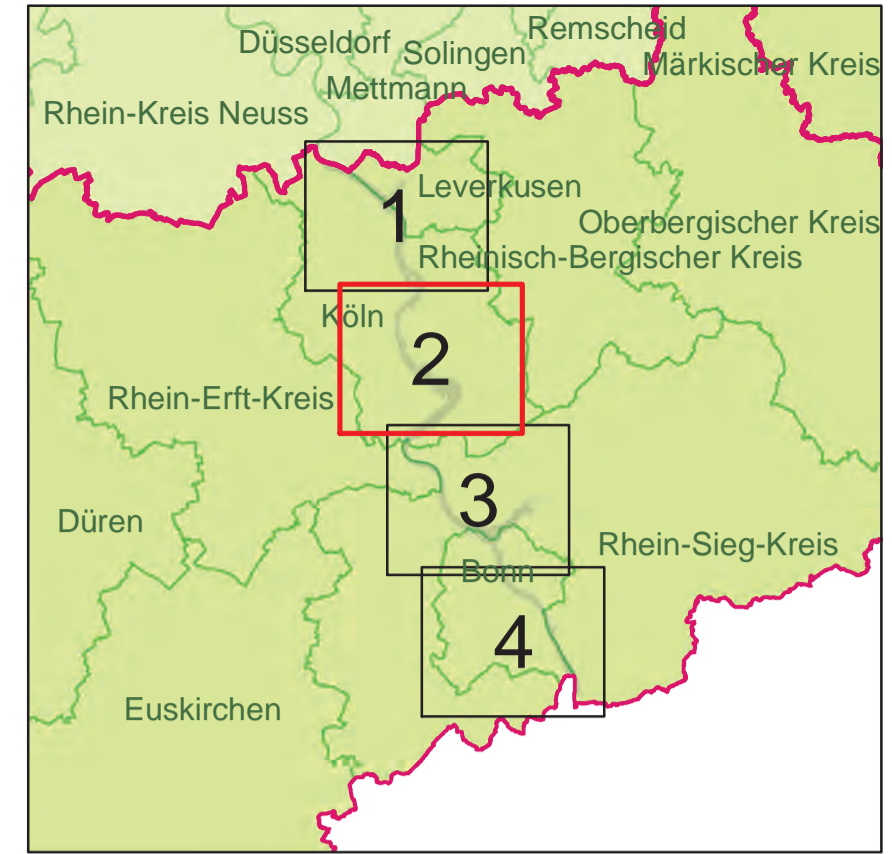 Remscheid
Düsseldorf
Solingen
Märkischer Kreis
Mettmann
Rhein-Kreis Neuss
Leverkusen
1
Oberbergischer Kreis
Rheinisch-Bergischer Kreis
Köln
2
Rhein-Erft-Kreis
3
Düren
Rhein-Sieg-Kreis
Bonn
4
Euskirchen